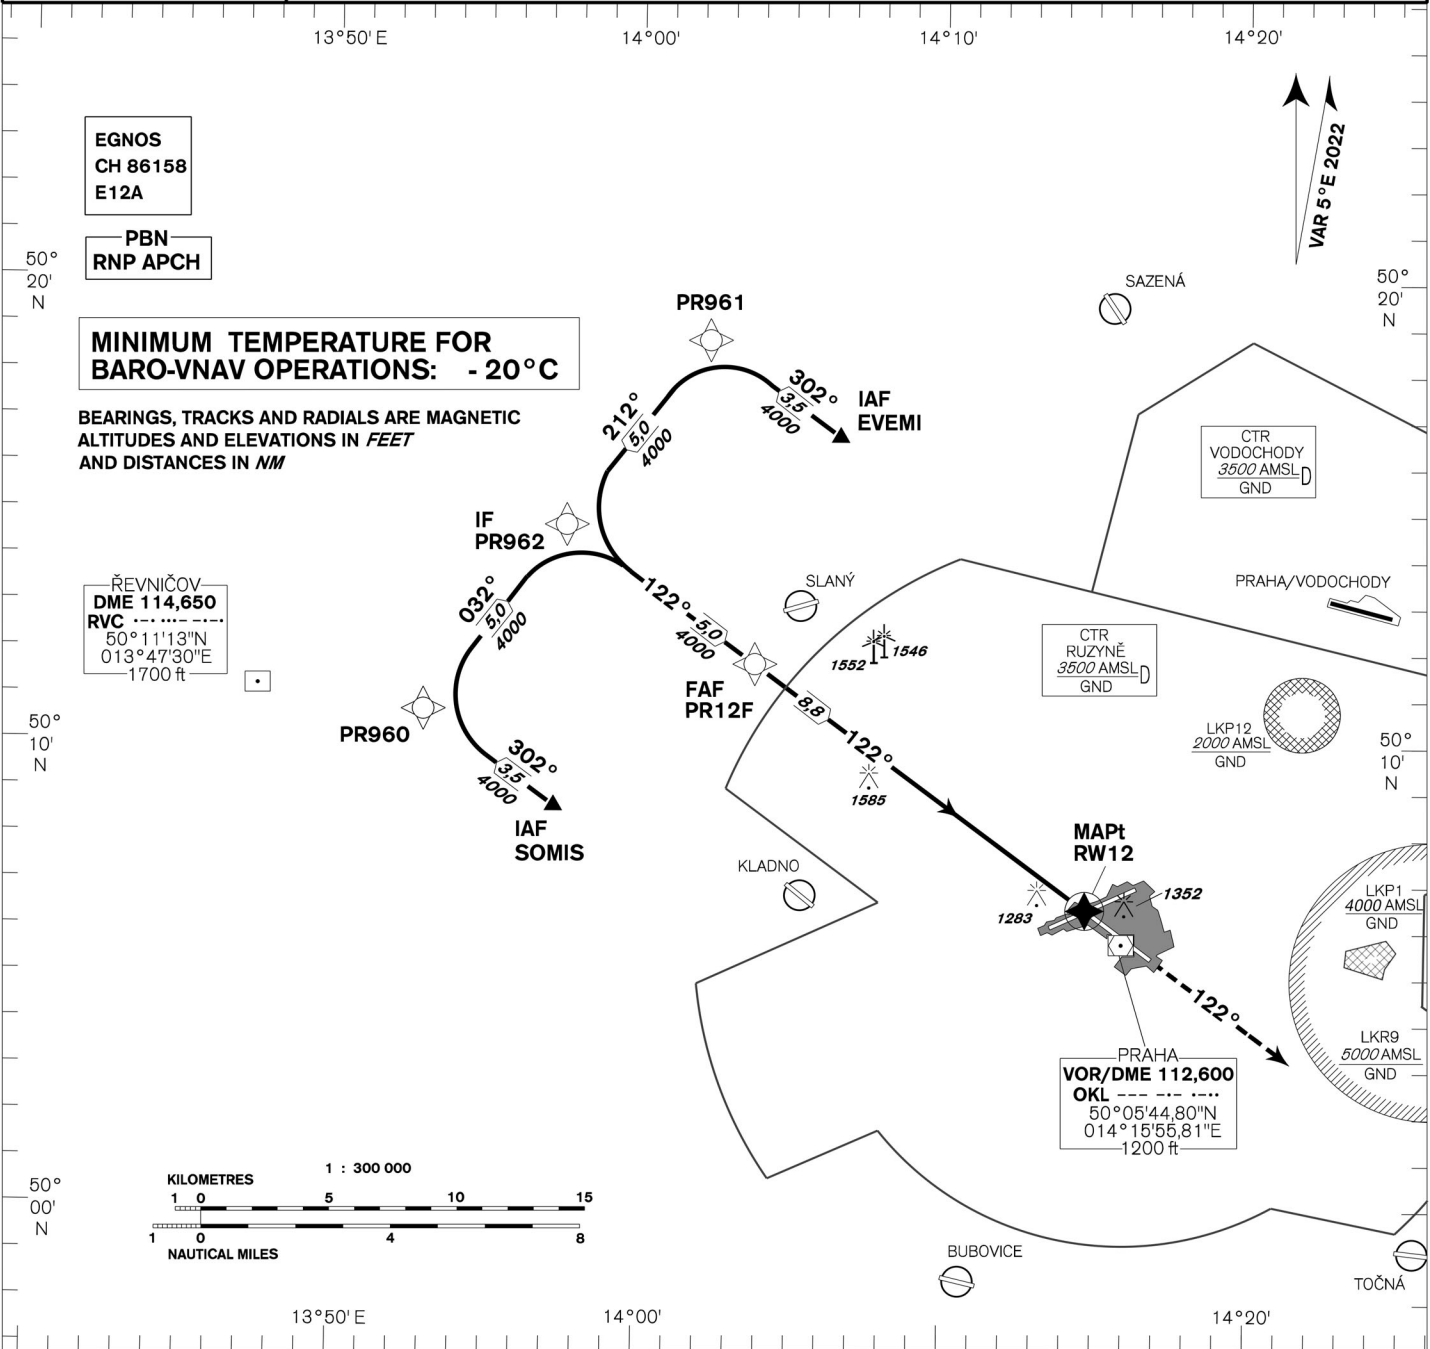 13°50'E
14°00'
14°10'
14°20'
EGNOS
CH 86158
E12A
PBN
RNP APCH
VAR 5°E 2022
50°
20'
N
50°
20'
N
SAZENÁ
PR961
MINIMUM TEMPERATURE FOR
BARO-VNAV OPERATIONS: - 20°C
BEARINGS, TRACKS AND RADIALS ARE MAGNETIC
ALTITUDES AND ELEVATIONS IN FEET
AND DISTANCES IN NM
302°
3,5
4000
IAF
EVEMI
212°
5,0
4000
CTR
VODOCHODY
3500 AMSL D
GND
IF
PR962
ŘEVNIČOV
DME 114,650
RVC
50°11'13"N
013°47'30"E
1700 ft
032°
5,0
4000
122°
5,0
4000
SLANÝ
1552
1546
PRAHA/VODOCHODY
CTR
RUZYNĚ
3500 AMSL D
GND
FAF
PR12F
8,8
122°
50°
10'
N
PR960
LKP12
2000 AMSL
GND
50°
10'
N
302°
3,5
4000
IAF
SOMIS
1585
MAPt
RW12
KLADNO
1283
1352
LKP1
4000 AMSL
GND
122°
LKR9
5000 AMSL
GND
PRAHA
VOR/DME 112,600
OKL
50°05'44,80"N
014°15'55,81"E
1200 ft
50°
00'
N
1 : 300 000
KILOMETRES
1 0 5 10 15
1 0 4 8
NAUTICAL MILES
BUBOVICE
TOČNÁ
13°50'E
14°00'
14°20'